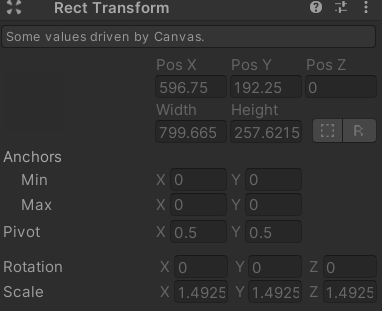 Rect Transform
Some values driven by Canvas.
Pos X Pos Y Pos Z
596.75 192.25 0
Width Height
799.665 257.6215 R
Anchors
Min X 0 Y 0
Max X 0 Y 0
Pivot X 0.5 Y 0.5
Rotation X 0 Y 0 Z 0
Scale X 1.4925 Y 1.4925 Z 1.4925